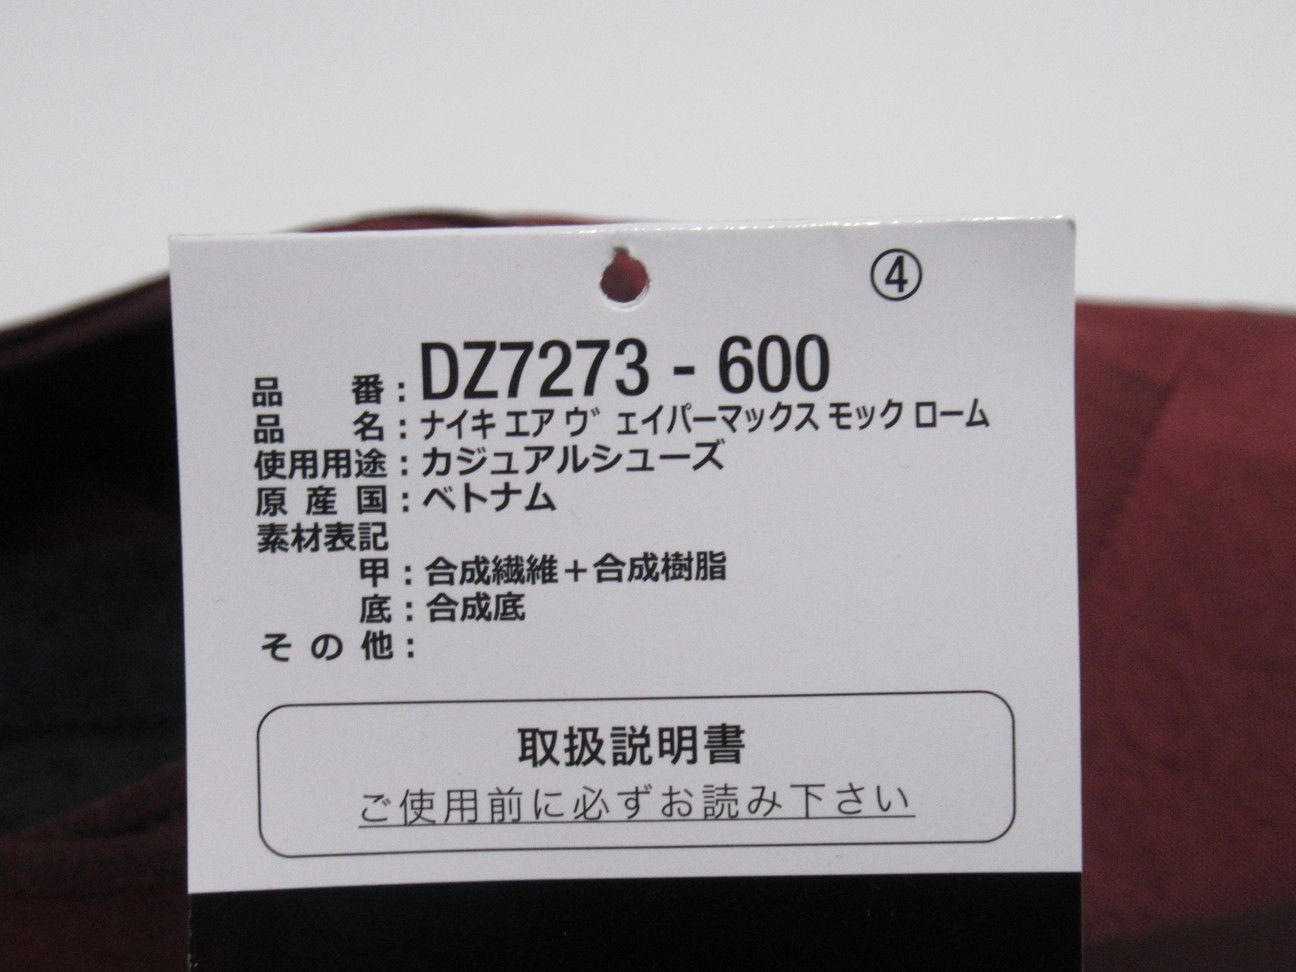 ④
品番：DZ7273 - 600
品名：ナイキ エア ヴェイパーマックス モック ローム
使用用途：カジュアルシューズ
原産国：ベトナム
素材表記
甲：合成繊維＋合成樹脂
底：合成底
その他：
取扱説明書
ご使用前に必ずお読み下さい